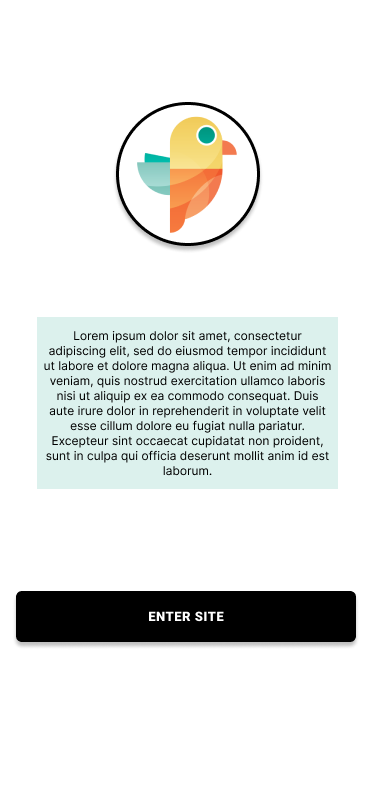 Lorem ipsum dolor sit amet, consectetur
adipiscing elit, sed do eiusmod tempor incididunt
ut labore et dolore magna aliqua. Ut enim ad minim
veniam, quis nostrud exercitation ullamco laboris
nisi ut aliquip ex ea commodo consequat. Duis
aute irure dolor in reprehenderit in voluptate velit
esse cillum dolore eu fugiat nulla pariatur.
Excepteur sint occaecat cupidatat non proident,
sunt in culpa qui officia deserunt mollit anim id est
laborum.
ENTER SITE